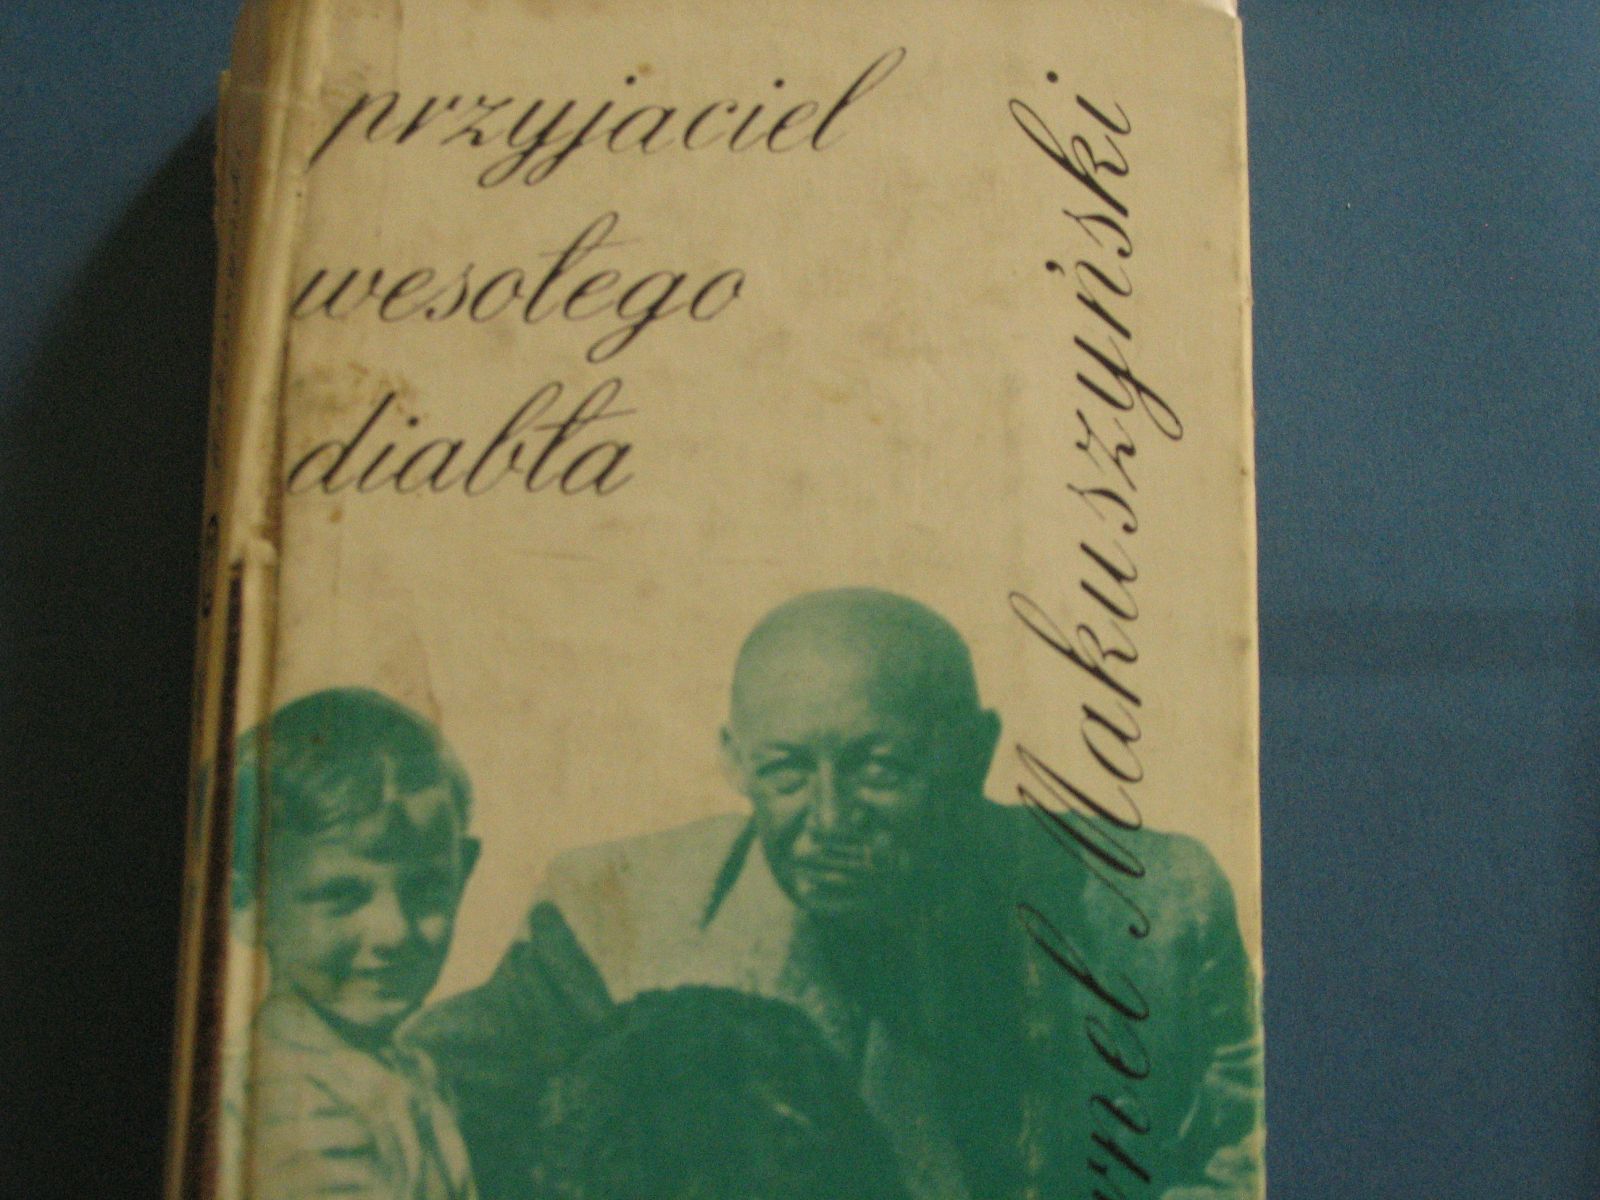 przyjaciel
wesołego
diabła
Makuszyński